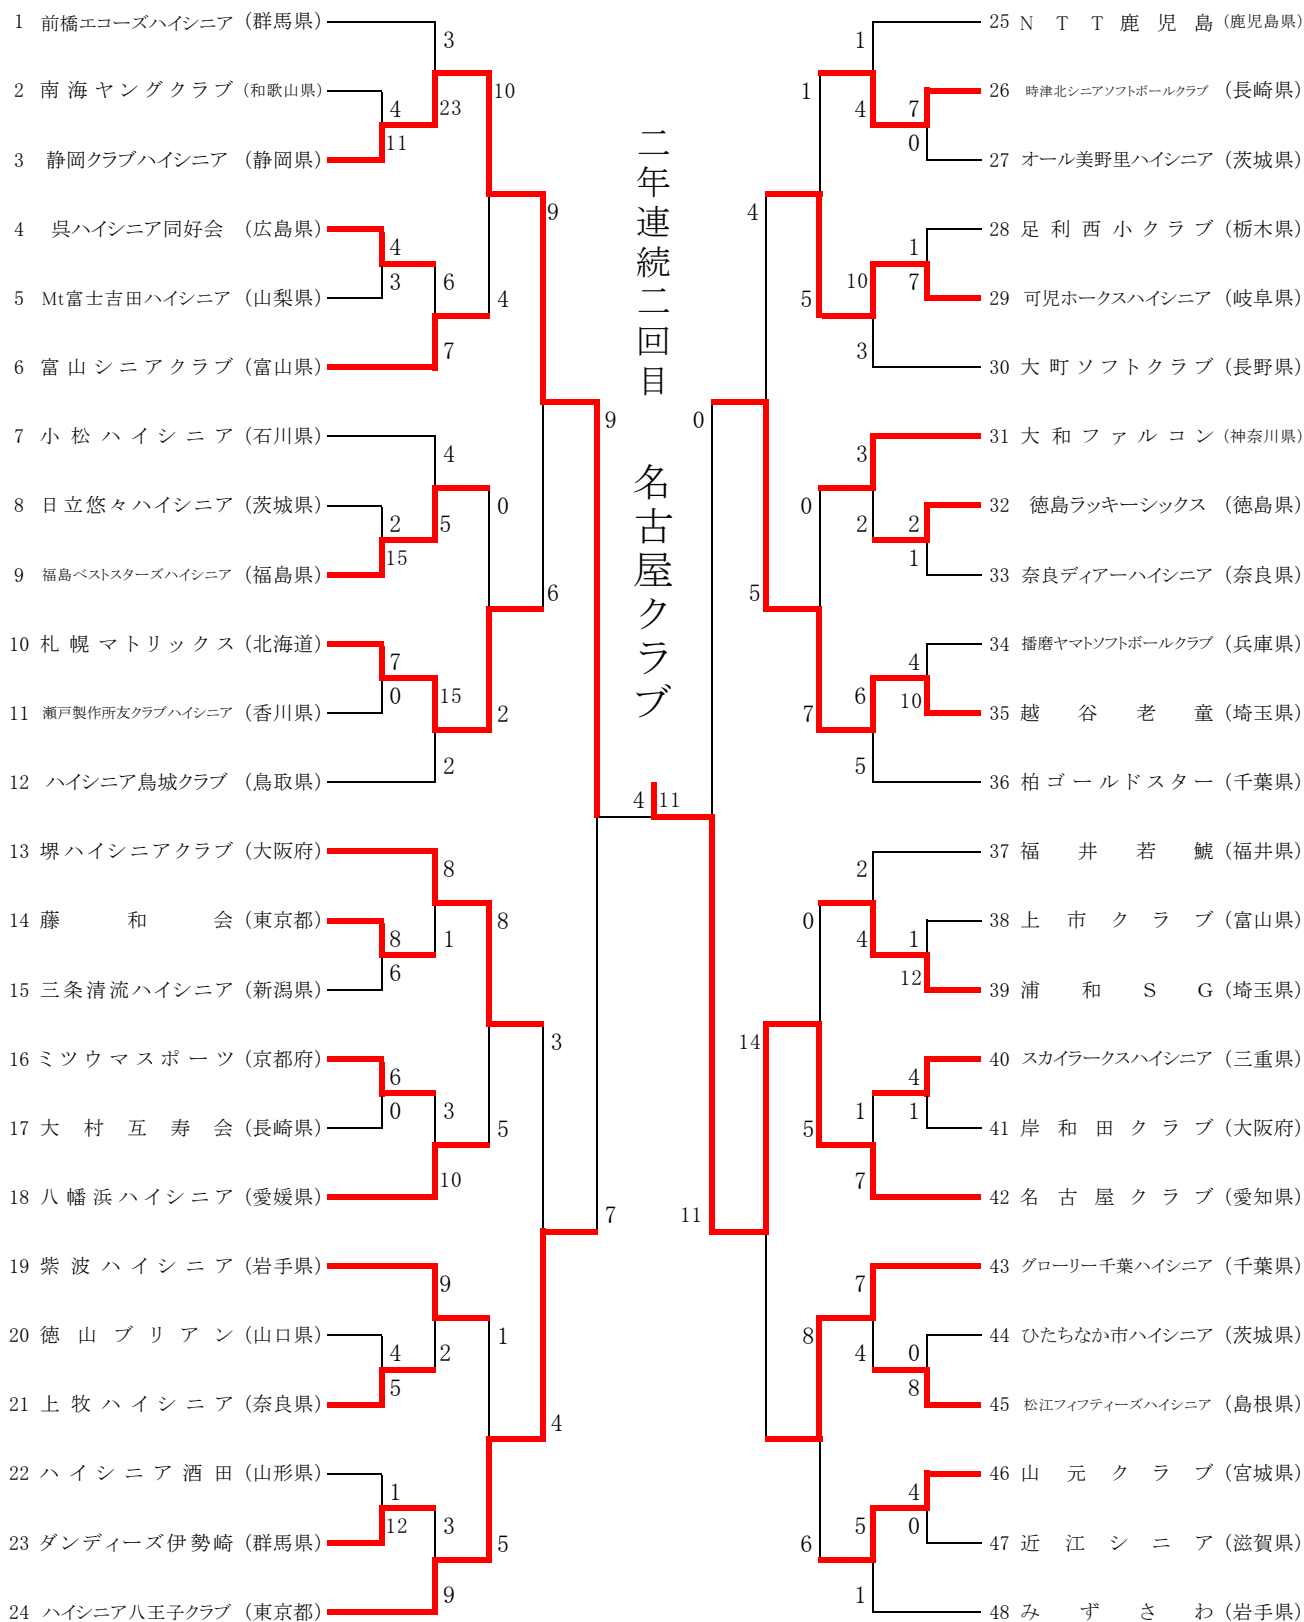 1 前橋エコーズハイシニア (群馬県)
3
2 南海ヤングクラブ (和歌山県)
4
23
10
11
3 静岡クラブハイシニア (静岡県)
9
4 呉ハイシニア同好会 (広島県)
4
3
6
4
5 Mt富士吉田ハイシニア (山梨県)
7
6 富山シニアクラブ (富山県)
9
7 小松ハイシニア (石川県)
4
8 日立悠々ハイシニア (茨城県)
2
5
0
15
9 福島ベストスターズハイシニア (福島県)
6
10 札幌マトリックス (北海道)
7
0
15
2
11 瀬戸製作所友クラブハイシニア (香川県)
2
12 ハイシニア鳥城クラブ (鳥取県)
4
11
13 堺ハイシニアクラブ (大阪府)
8
14 藤和会 (東京都)
8
1
8
6
15 三条清流ハイシニア (新潟県)
3
16 ミツウマスポーツ (京都府)
6
0
3
5
17 大村互寿会 (長崎県)
10
18 八幡浜ハイシニア (愛媛県)
7
19 紫波ハイシニア (岩手県)
9
20 徳山ブリアン (山口県)
4
2
1
5
21 上牧ハイシニア (奈良県)
4
22 ハイシニア酒田 (山形県)
1
12
3
5
23 ダンディーズ伊勢崎 (群馬県)
9
24 ハイシニア八王子クラブ (東京都)
二年連続二回目 名古屋クラブ
25 NTT鹿児島 (鹿児島県)
1
26 時津北シニアソフトボールクラブ (長崎県)
1
4
7
0
27 オール美野里ハイシニア (茨城県)
4
28 足利西小クラブ (栃木県)
1
7
10
5
29 可児ホークスハイシニア (岐阜県)
3
30 大町ソフトクラブ (長野県)
0
31 大和ファルコン (神奈川県)
3
32 徳島ラッキーシックス (徳島県)
0
2
2
1
33 奈良ディアーハイシニア (奈良県)
5
34 播磨ヤマトソフトボールクラブ (兵庫県)
4
10
6
7
35 越谷老童 (埼玉県)
5
36 柏ゴールドスター (千葉県)
37 福井若鯱 (福井県)
2
38 上市クラブ (富山県)
0
4
1
12
39 浦和SG (埼玉県)
14
40 スカイラークスハイシニア (三重県)
4
1
1
5
41 岸和田クラブ (大阪府)
7
42 名古屋クラブ (愛知県)
11
43 グローリー千葉ハイシニア (千葉県)
7
44 ひたちなか市ハイシニア (茨城県)
8
4
0
8
45 松江フィフティーズハイシニア (島根県)
46 山元クラブ (宮城県)
4
0
5
6
47 近江シニア (滋賀県)
1
48 みずさわ (岩手県)